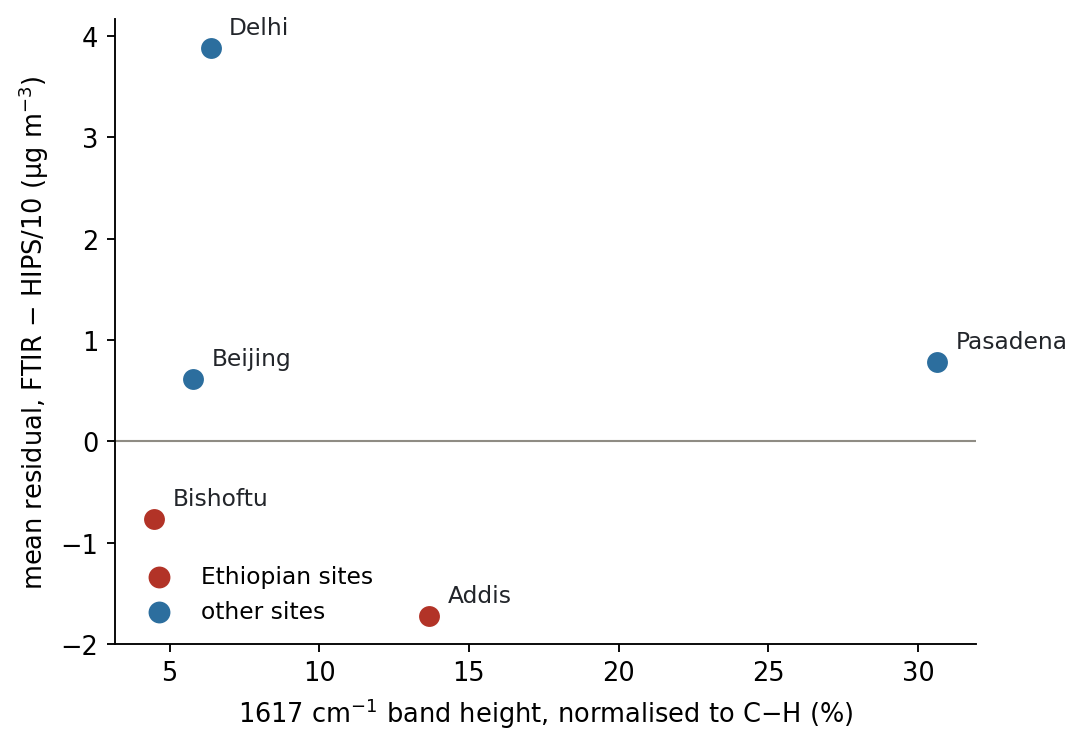 mean residual, FTIR − HIPS/10 (µg m⁻³)
4
3
2
1
0
−1
−2
Delhi
Beijing
Pasadena
Bishoftu
Addis
Ethiopian sites
other sites
5 10 15 20 25 30
1617 cm⁻¹ band height, normalised to C−H (%)